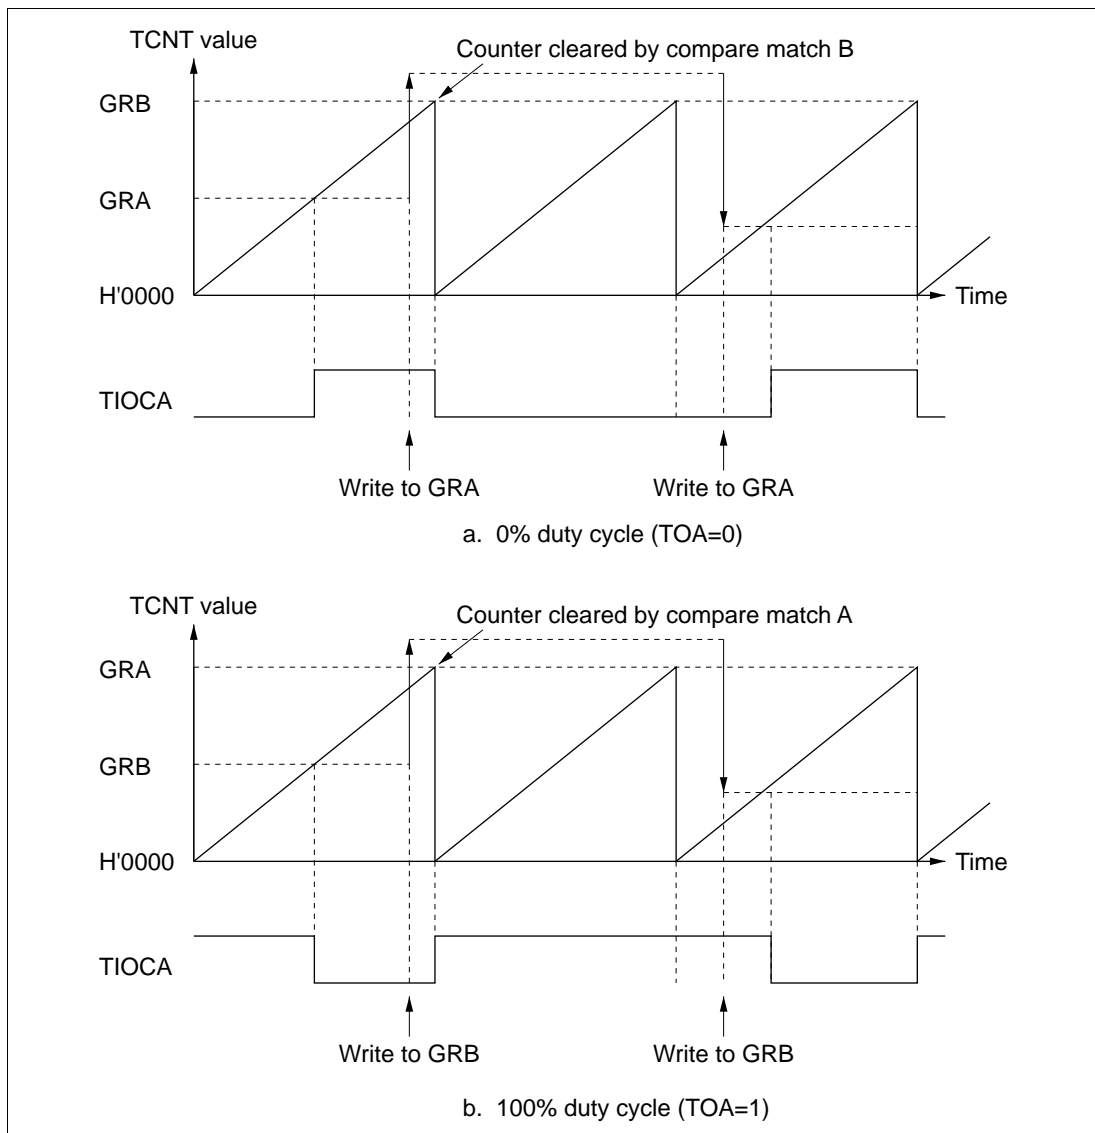 TCNT value
Counter cleared by compare match B
GRB
GRA
H'0000
Time
TIOCA
Write to GRA
Write to GRA
a. 0% duty cycle (TOA=0)
TCNT value
Counter cleared by compare match A
GRA
GRB
H'0000
Time
TIOCA
Write to GRB
Write to GRB
b. 100% duty cycle (TOA=1)